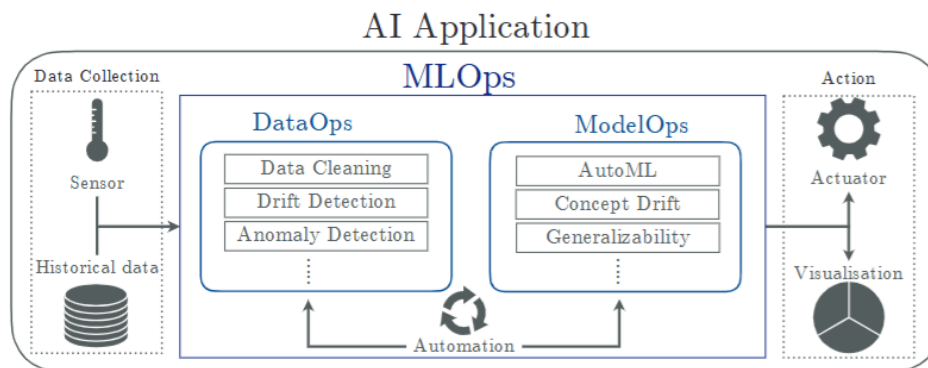 AI Application
Data Collection
MLOps
Action
DataOps
ModelOps
Data Cleaning
AutoML
Sensor
Actuator
Drift Detection
Concept Drift
Anomaly Detection
Generalizability
Historical data
Visualisation
Automation